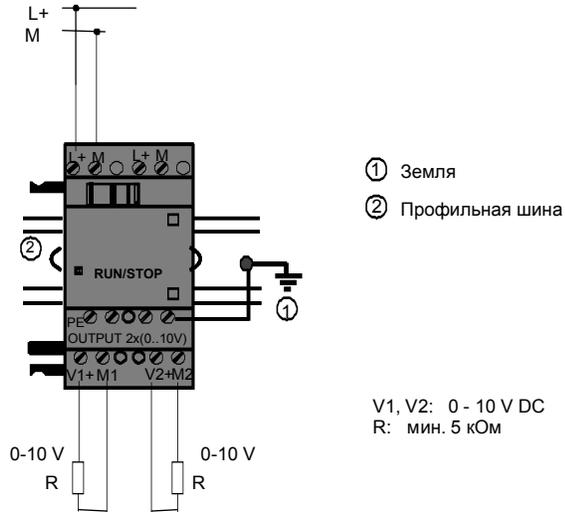 L+
M
L+ M L+ M
① Земля
② Профильная шина
②
RUN/STOP
①
PE
OUTPUT 2x(0..10V)
V1+ M1 V2+ M2
V1, V2: 0 - 10 V DC
R: мин. 5 кОм
0-10 V 0-10 V
R R